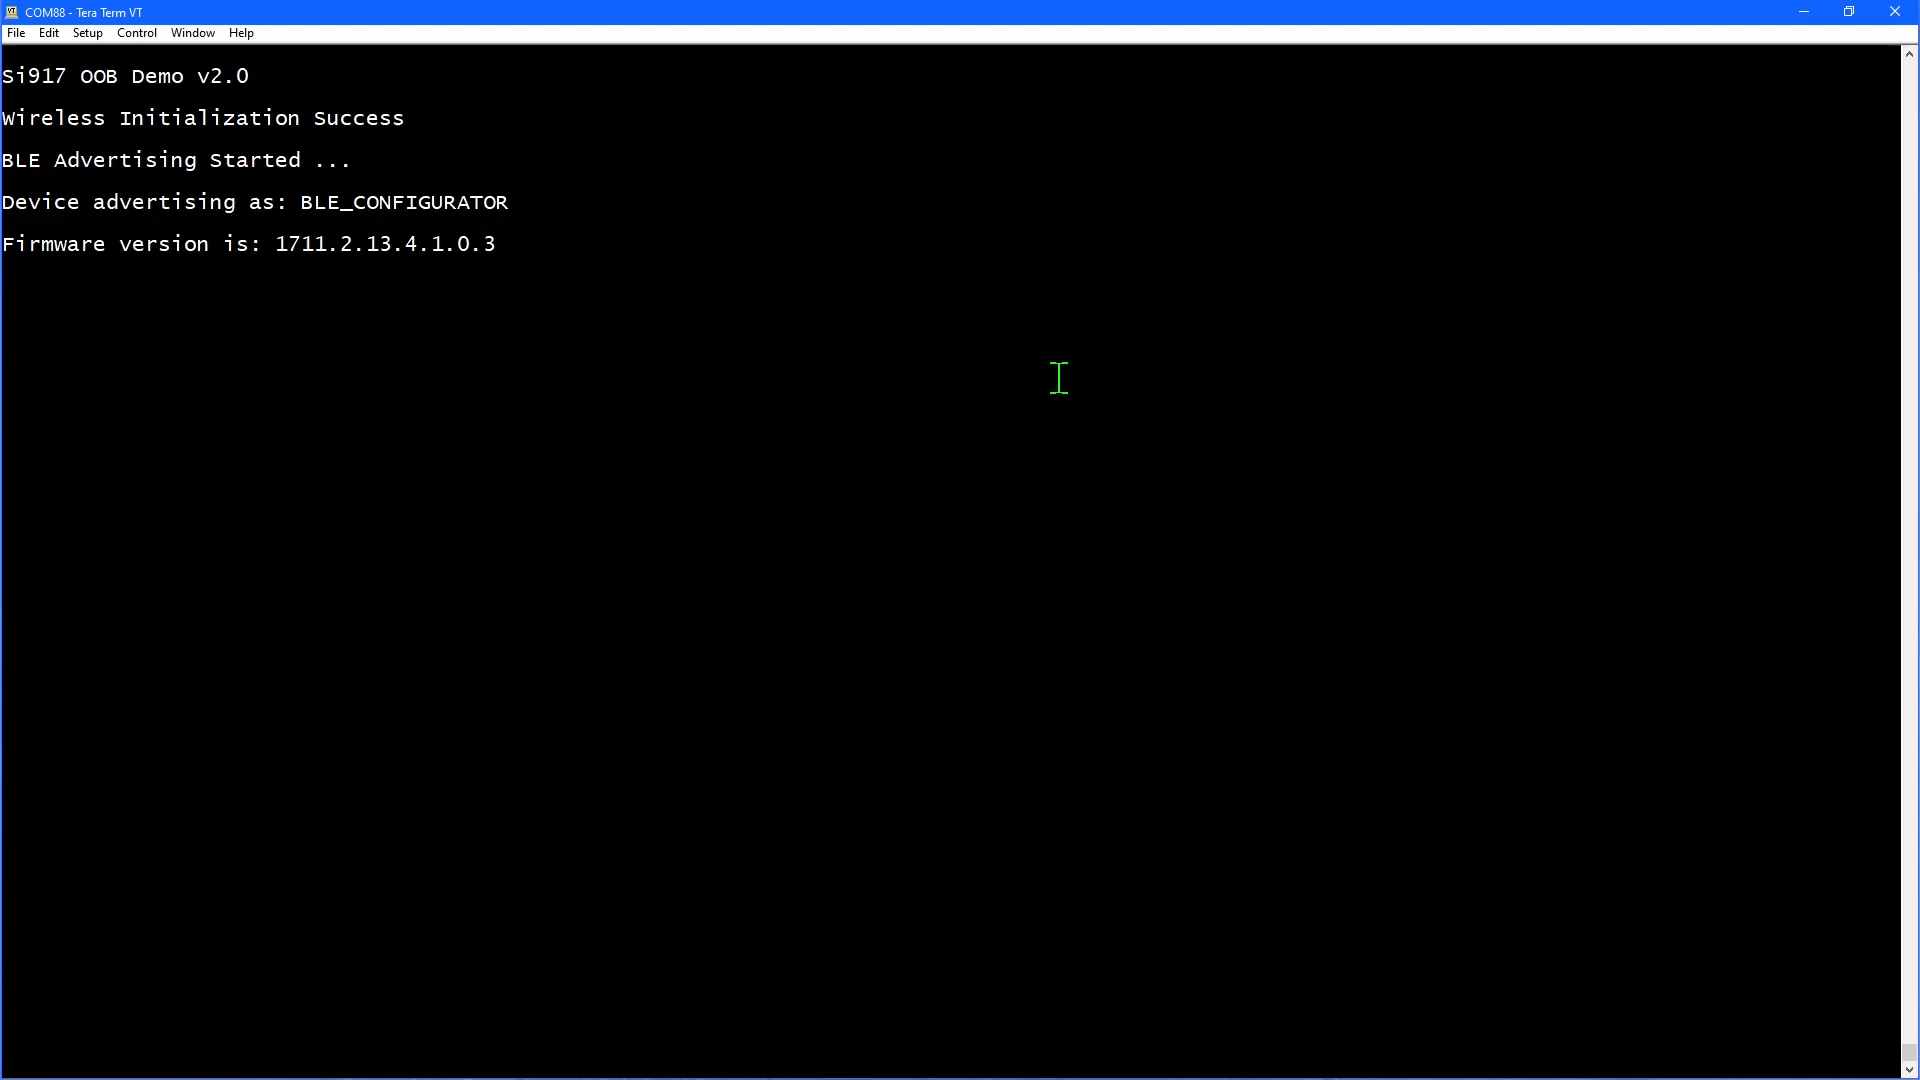 COM88 - Tera Term VT
File Edit Setup Control Window Help
Si917 OOB Demo v2.0
Wireless Initialization Success
BLE Advertising Started ...
Device advertising as: BLE_CONFIGURATOR
Firmware version is: 1711.2.13.4.1.0.3